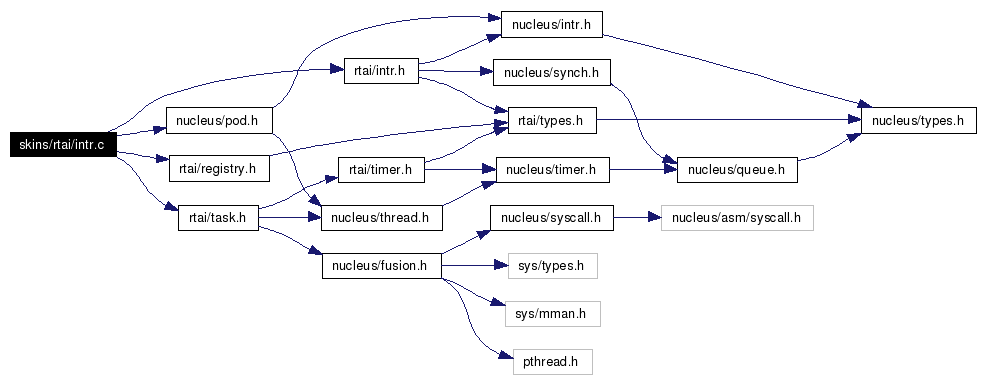 nucleus/intr.h
rtai/intr.h
nucleus/synch.h
nucleus/pod.h
rtai/types.h
nucleus/types.h
skins/rtai/intr.c
rtai/registry.h
rtai/timer.h
nucleus/timer.h
nucleus/queue.h
rtai/task.h
nucleus/thread.h
nucleus/syscall.h
nucleus/asm/syscall.h
nucleus/fusion.h
sys/types.h
sys/mman.h
pthread.h